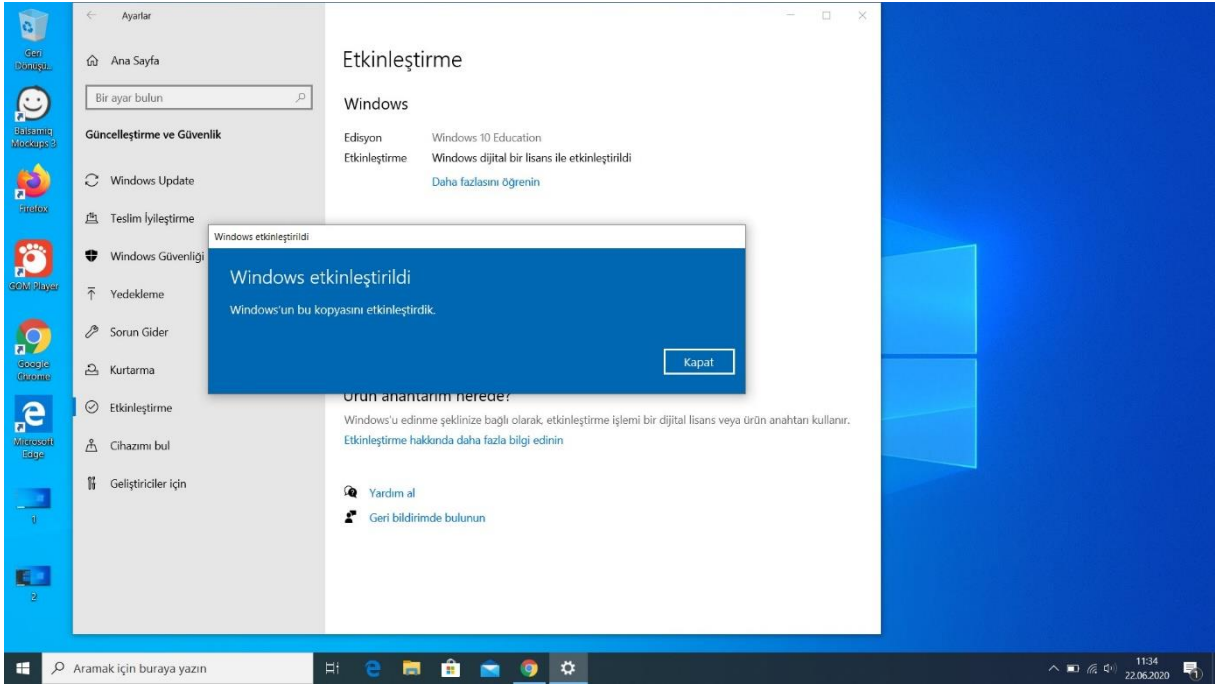 Geri
Dönüşü...
Balsamiq
Mockups 3
Firefox
GOM Player
Google
Chrome
Microsoft
Edge
1
2
Ayarlar
Ana Sayfa
Bir ayar bulun
Güncelleştirme ve Güvenlik
Windows Update
Teslim İyileştirme
Windows Güvenliği
Yedekleme
Sorun Gider
Kurtarma
Etkinleştirme
Cihazımı bul
Geliştiriciler için
Etkinleştirme
Windows
Edisyon Windows 10 Education
Etkinleştirme Windows dijital bir lisans ile etkinleştirildi
Daha fazlasını öğrenin
Windows etkinleştirildi
Windows etkinleştirildi
Windows'un bu kopyasını etkinleştirdik.
Kapat
Ürün anahtarım nerede?
Windows'u edinme şeklinize bağlı olarak, etkinleştirme işlemi bir dijital lisans veya ürün anahtarı kullanır.
Etkinleştirme hakkında daha fazla bilgi edinin
Yardım al
Geri bildirimde bulunun
Aramak için buraya yazın
11:34
22.06.2020
1